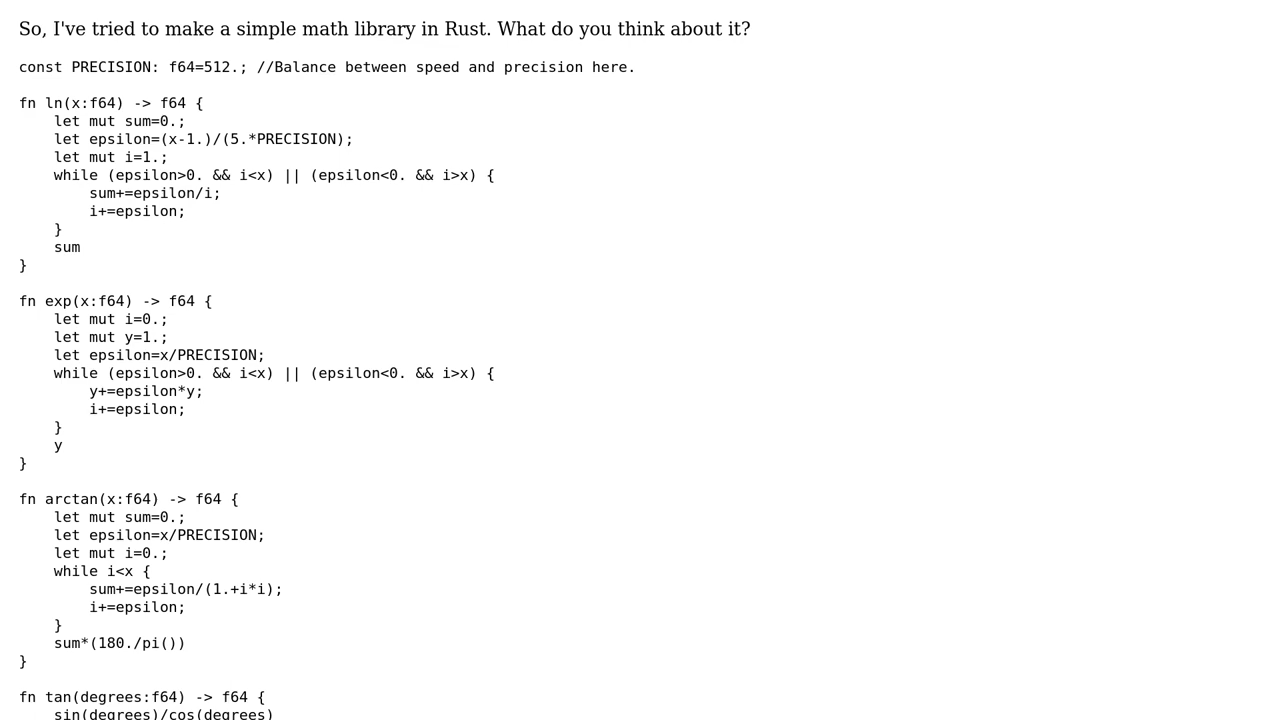 So, I've tried to make a simple math library in Rust. What do you think about it?
const PRECISION: f64=512.; //Balance between speed and precision here.
fn ln(x:f64) -> f64 {
    let mut sum=0.;
    let epsilon=(x-1.)/(5.*PRECISION);
    let mut i=1.;
    while (epsilon>0. && i<x) || (epsilon<0. && i>x) {
        sum+=epsilon/i;
        i+=epsilon;
    }
    sum
}
fn exp(x:f64) -> f64 {
    let mut i=0.;
    let mut y=1.;
    let epsilon=x/PRECISION;
    while (epsilon>0. && i<x) || (epsilon<0. && i>x) {
        y+=epsilon*y;
        i+=epsilon;
    }
    y
}
fn arctan(x:f64) -> f64 {
    let mut sum=0.;
    let epsilon=x/PRECISION;
    let mut i=0.;
    while i<x {
        sum+=epsilon/(1.+i*i);
        i+=epsilon;
    }
    sum*(180./pi())
}
fn tan(degrees:f64) -> f64 {
    sin(degrees)/cos(degrees)